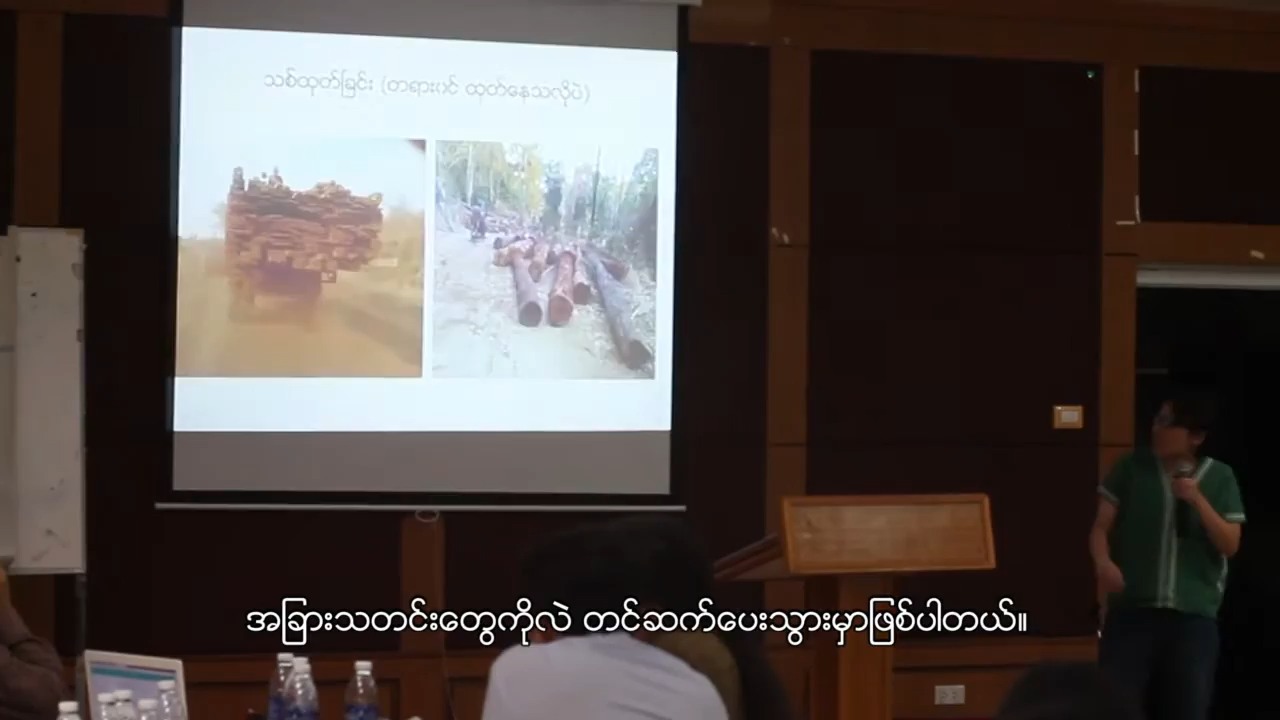 သစ်ထုတ်ခြင်း (တရားဝင် ထုတ်နေသလိုပဲ)
အခြားသတင်းတွေကိုလဲ တင်ဆက်ပေးသွားမှာဖြစ်ပါတယ်။